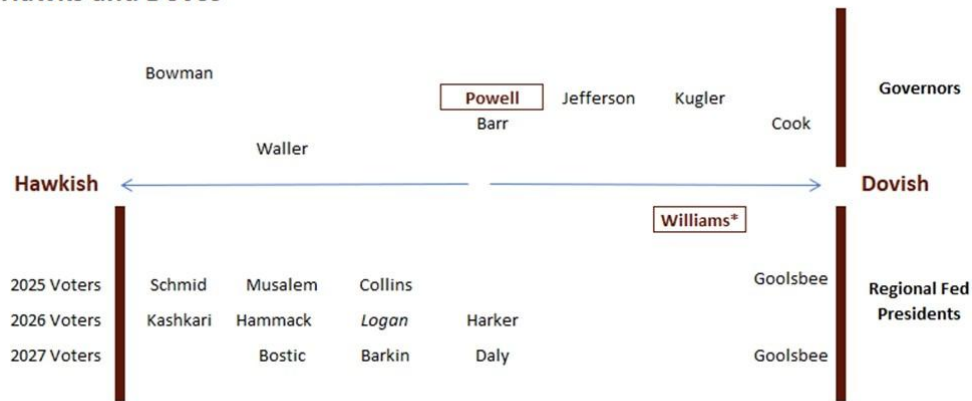 Bowman
Powell Jefferson Kugler
Governors
Barr Cook
Waller
Hawkish Dovish
Williams*
2025 Voters Schmid Musalem Collins Goolsbee
Regional Fed
Presidents
2026 Voters Kashkari Hammack Logan Harker
2027 Voters Bostic Barkin Daly Goolsbee